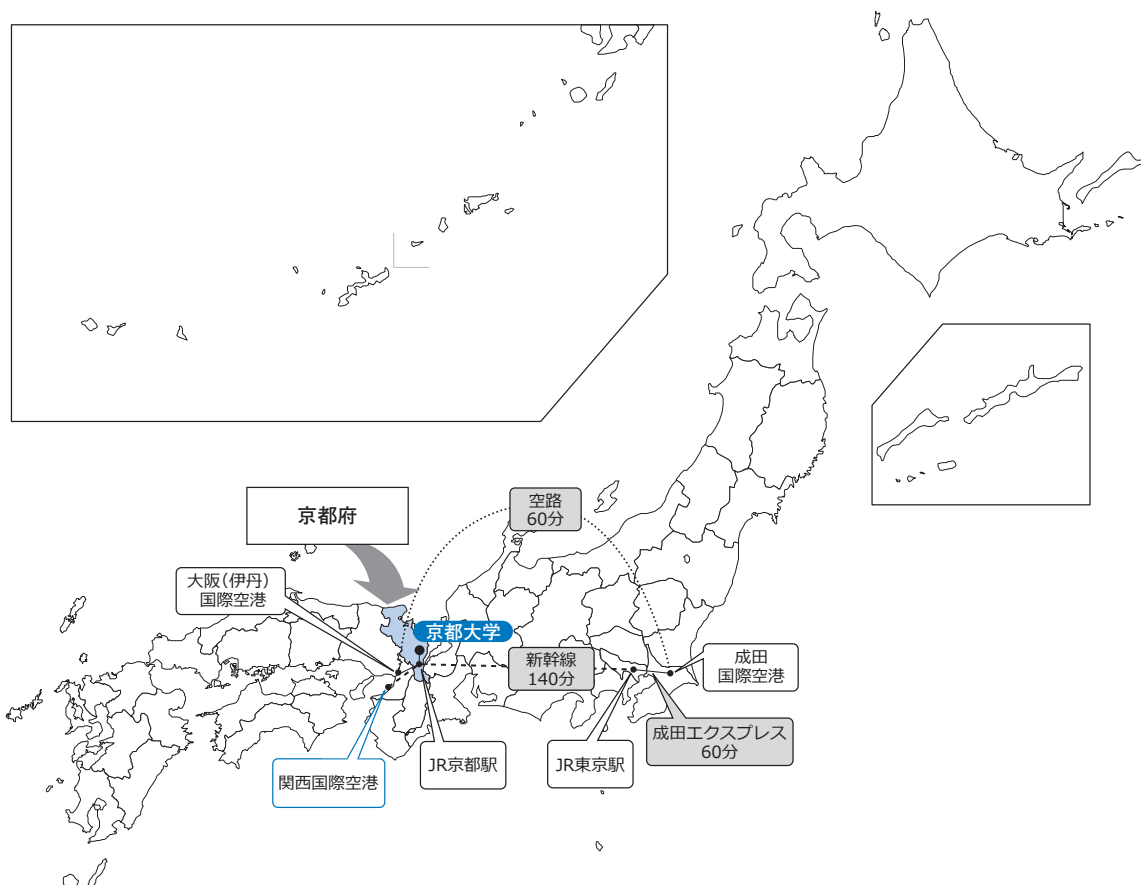 空路
60分
京都府
大阪(伊丹)
国際空港
京都大学
新幹線
140分
成田
国際空港
成田エクスプレス
60分
JR京都駅
JR東京駅
関西国際空港